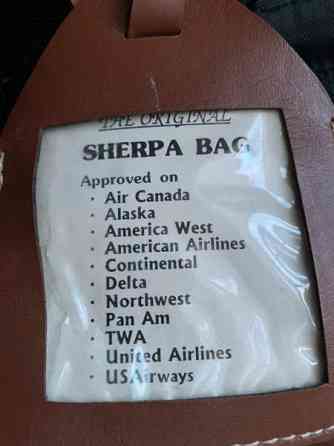 THE ORIGINAL
SHERPA BAG
Approved on
· Air Canada
· Alaska
· America West
· American Airlines
· Continental
· Delta
· Northwest
· Pan Am
· TWA
· United Airlines
· USAirways